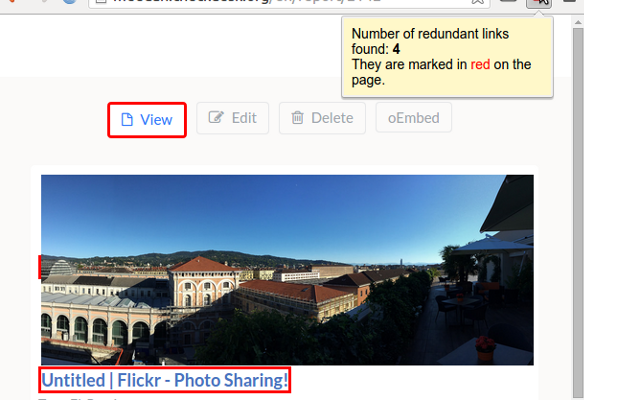 Number of redundant links
found: 4
They are marked in red on the
page.
View
Edit
Delete
oEmbed
Untitled | Flickr - Photo Sharing!